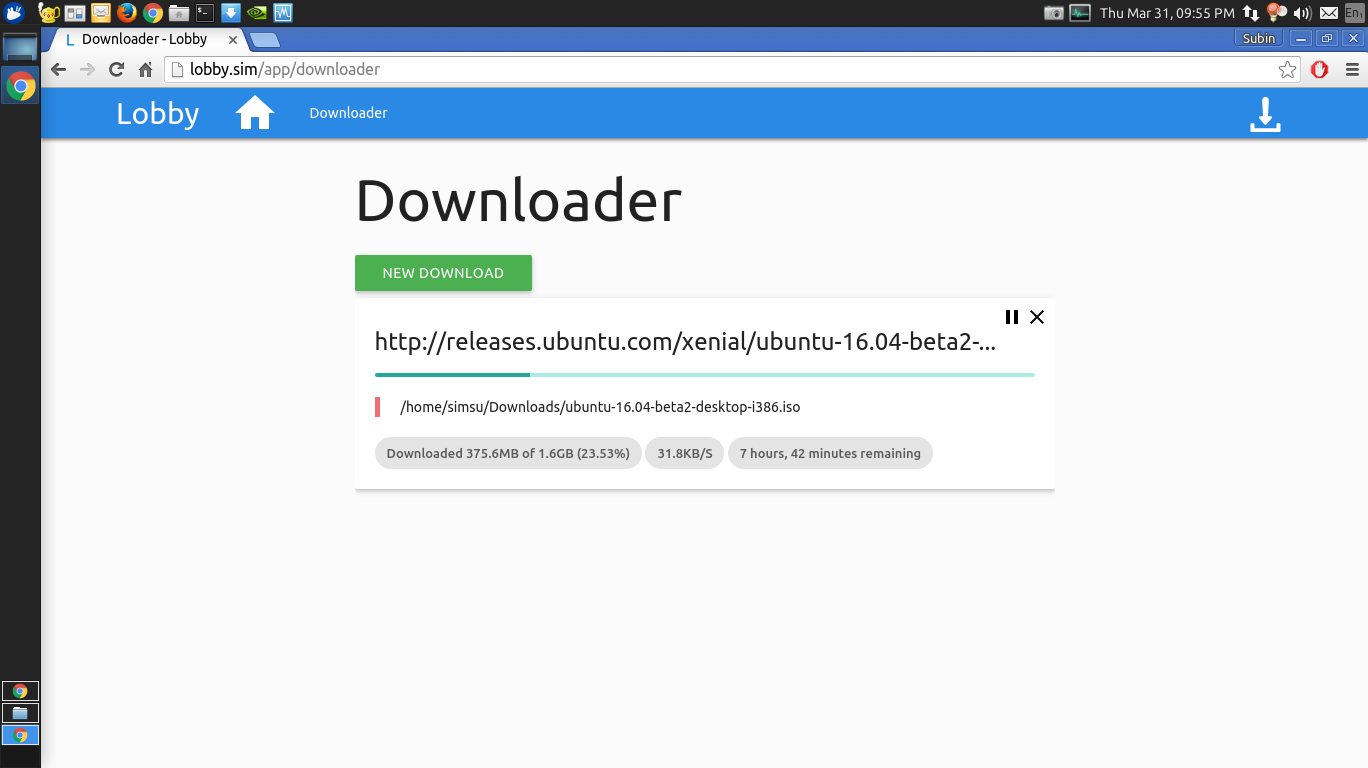 Thu Mar 31, 09:55 PM En₁
L Downloader - Lobby Subin
lobby.sim/app/downloader
Lobby Downloader
Downloader
NEW DOWNLOAD
http://releases.ubuntu.com/xenial/ubuntu-16.04-beta2-...
/home/simsu/Downloads/ubuntu-16.04-beta2-desktop-i386.iso
Downloaded 375.6MB of 1.6GB (23.53%) 31.8KB/S 7 hours, 42 minutes remaining